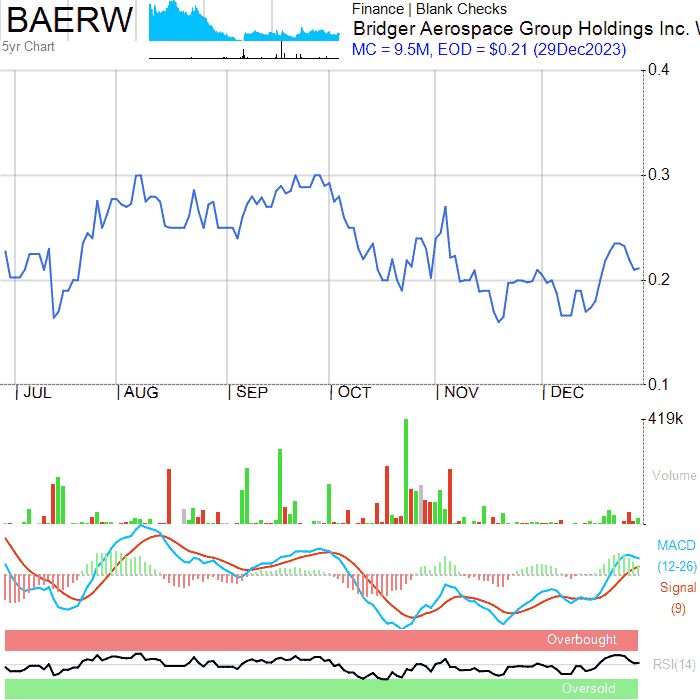 BAERW
5yr Chart
Finance | Blank Checks
Bridger Aerospace Group Holdings Inc. W
MC = 9.5M, EOD = $0.21 (29Dec2023)
0.4
0.3
0.2
0.1
JUL AUG SEP OCT NOV DEC
419k
Volume
MACD
(12-26)
Signal
(9)
Overbought
RSI(14)
Oversold